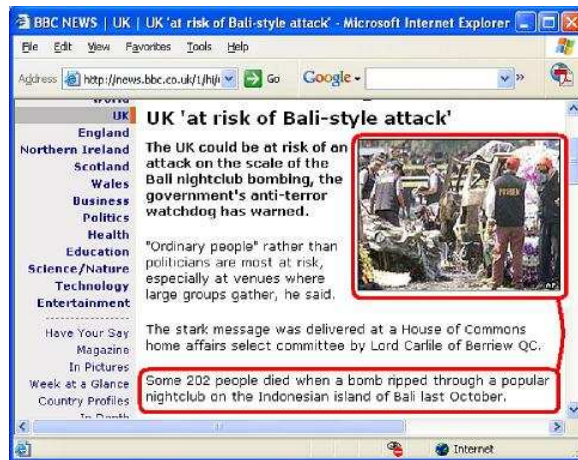 BBC NEWS | UK | UK 'at risk of Bali-style attack' - Microsoft Internet Explorer
File Edit View Favorites Tools Help
Address http://news.bbc.co.uk/1/hi/ Go Google »
World
UK
England
Northern Ireland
Scotland
Wales
Business
Politics
Health
Education
Science/Nature
Technology
Entertainment
Have Your Say
Magazine
In Pictures
Week at a Glance
Country Profiles
In Depth
UK 'at risk of Bali-style attack'
The UK could be at risk of an
attack on the scale of the
Bali nightclub bombing, the
government's anti-terror
watchdog has warned.
"Ordinary people" rather than
politicians are most at risk,
especially at venues where
large groups gather, he said.
AP
The stark message was delivered at a House of Commons
home affairs select committee by Lord Carlile of Berriew QC.
Some 202 people died when a bomb ripped through a popular
nightclub on the Indonesian island of Bali last October.
Internet